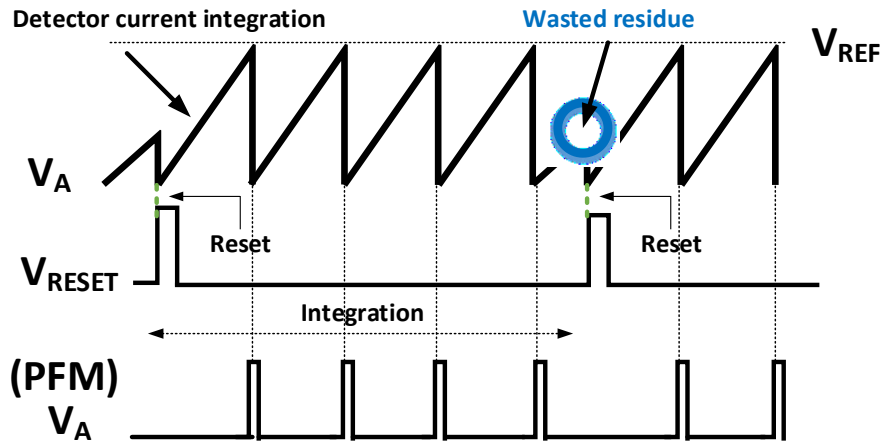 Detector current integration
Wasted residue
VREF
VA
Reset
Reset
VRESET
Integration
(PFM)
VA